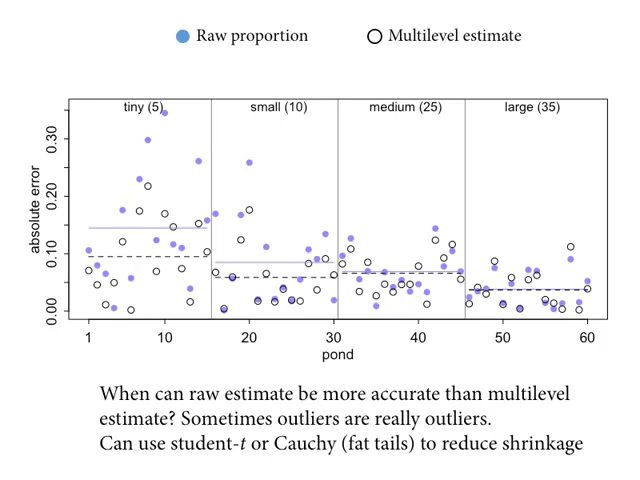 Raw proportion
Multilevel estimate
tiny (5)
small (10)
medium (25)
large (35)
absolute error
0.30
0.20
0.10
0.00
1
10
20
30
40
50
60
pond
When can raw estimate be more accurate than multilevel
estimate? Sometimes outliers are really outliers.
Can use student-t or Cauchy (fat tails) to reduce shrinkage